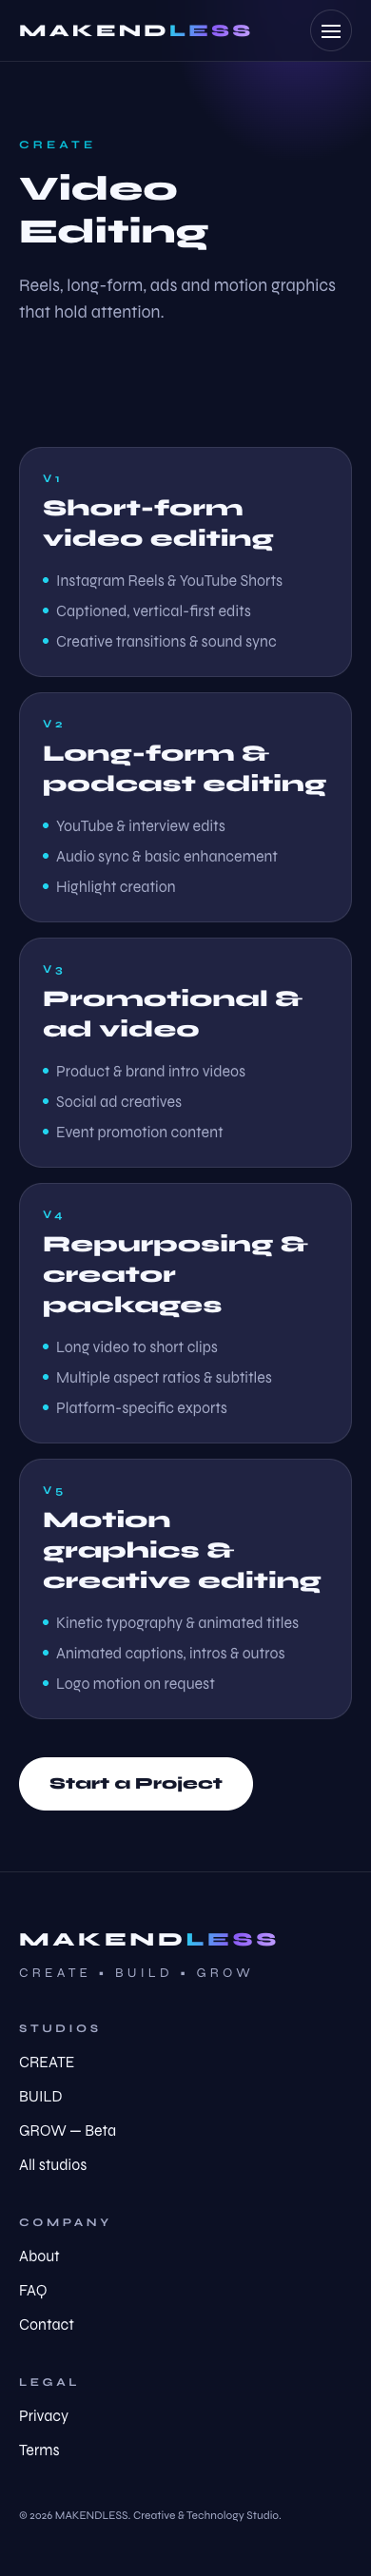 MAKENDLESS
CREATE
Video
Editing
Reels, long-form, ads and motion graphics
that hold attention.
V1
Short-form
video editing
Instagram Reels & YouTube Shorts
Captioned, vertical-first edits
Creative transitions & sound sync
V2
Long-form &
podcast editing
YouTube & interview edits
Audio sync & basic enhancement
Highlight creation
V3
Promotional &
ad video
Product & brand intro videos
Social ad creatives
Event promotion content
V4
Repurposing &
creator
packages
Long video to short clips
Multiple aspect ratios & subtitles
Platform-specific exports
V5
Motion
graphics &
creative editing
Kinetic typography & animated titles
Animated captions, intros & outros
Logo motion on request
Start a Project
MAKENDLESS
CREATE ▪ BUILD ▪ GROW
STUDIOS
CREATE
BUILD
GROW — Beta
All studios
COMPANY
About
FAQ
Contact
LEGAL
Privacy
Terms
© 2026 MAKENDLESS. Creative & Technology Studio.